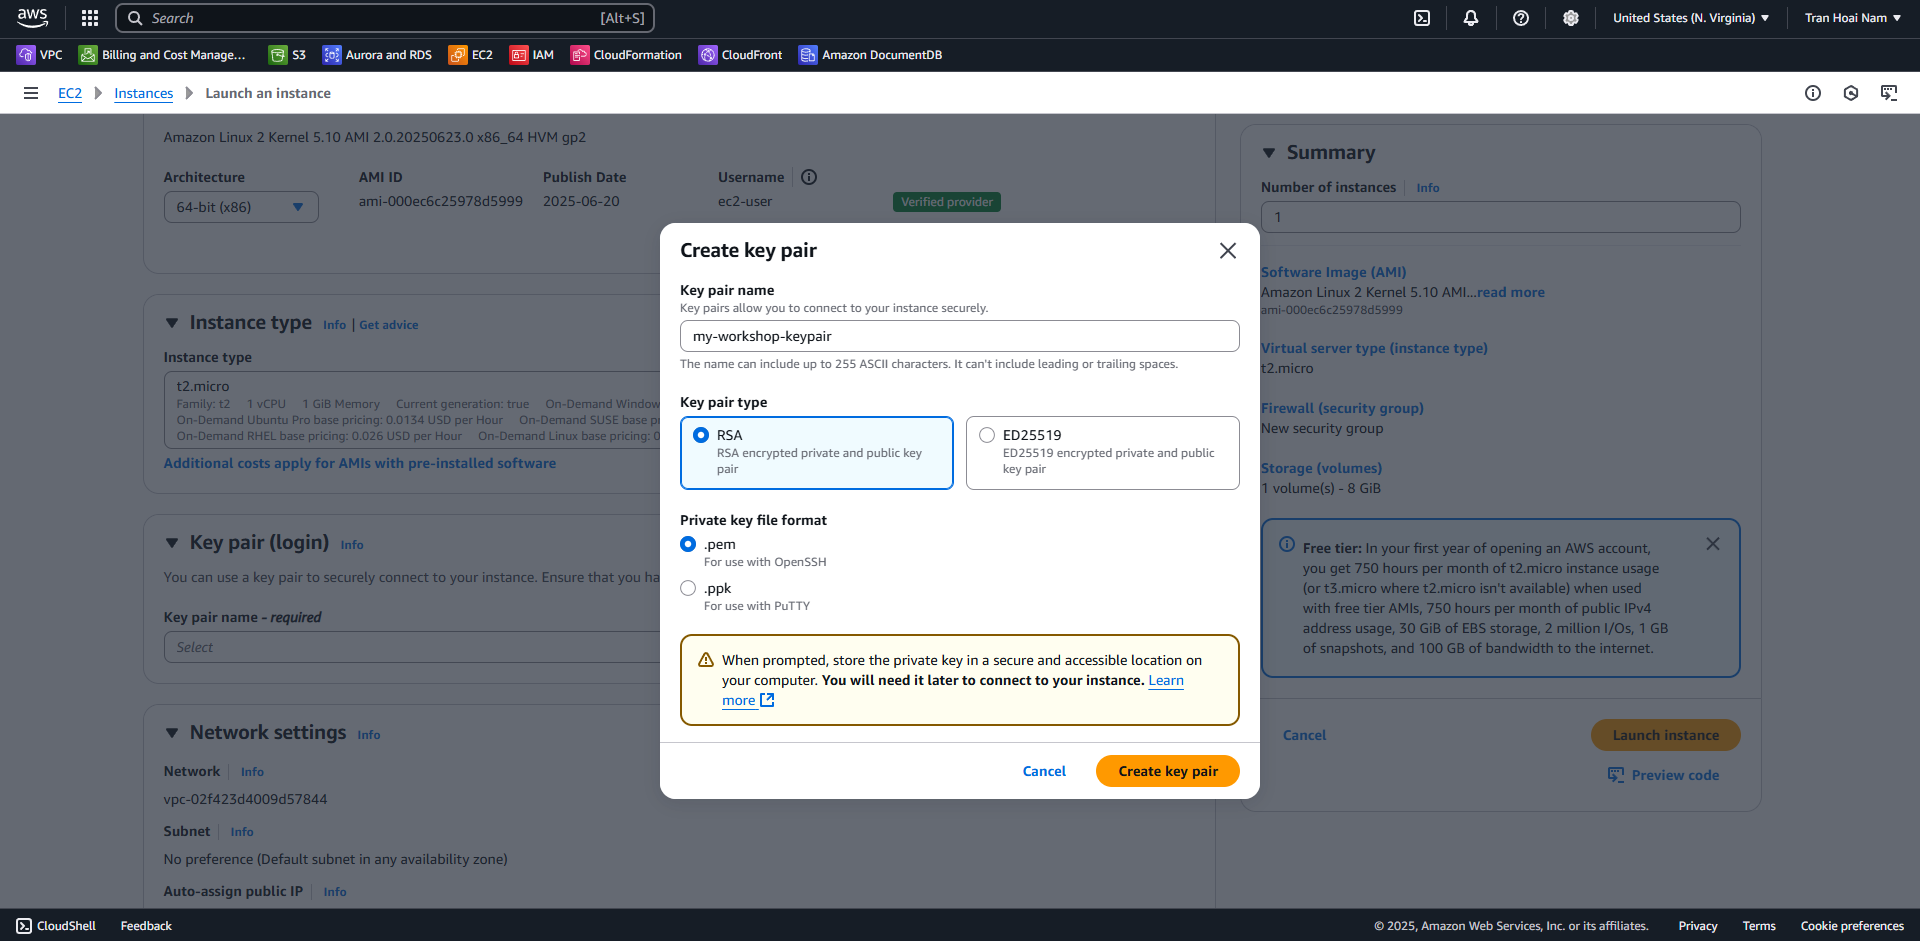 aws
Search
[Alt+S]
United States (N. Virginia)
Tran Hoai Nam
VPC
Billing and Cost Manage...
S3
Aurora and RDS
EC2
IAM
CloudFormation
CloudFront
Amazon DocumentDB
EC2
Instances
Launch an instance
Amazon Linux 2 Kernel 5.10 AMI 2.0.20250623.0 x86_64 HVM gp2
Architecture
AMI ID
Publish Date
Username
64-bit (x86)
ami-000ec6c25978d5999
2025-06-20
ec2-user
Verified provider
Instance type
Info | Get advice
Instance type
t2.micro
Family: t2 1 vCPU 1 GiB Memory Current generation: true On-Demand Window
On-Demand Ubuntu Pro base pricing: 0.0134 USD per Hour On-Demand SUSE base p
On-Demand RHEL base pricing: 0.026 USD per Hour On-Demand Linux base pricing: 0
Additional costs apply for AMIs with pre-installed software
Key pair (login)
Info
You can use a key pair to securely connect to your instance. Ensure that you ha
Key pair name - required
Select
Network settings
Info
Network
Info
vpc-02f423d4009d57844
Subnet
Info
No preference (Default subnet in any availability zone)
Auto-assign public IP
Info
Create key pair
Key pair name
Key pairs allow you to connect to your instance securely.
my-workshop-keypair
The name can include up to 255 ASCII characters. It can't include leading or trailing spaces.
Key pair type
RSA
RSA encrypted private and public key
pair
ED25519
ED25519 encrypted private and public
key pair
Private key file format
.pem
For use with OpenSSH
.ppk
For use with PuTTY
When prompted, store the private key in a secure and accessible location on
your computer. You will need it later to connect to your instance. Learn
more
Cancel
Create key pair
Summary
Number of instances
Info
1
Software Image (AMI)
Amazon Linux 2 Kernel 5.10 AMI...read more
ami-000ec6c25978d5999
Virtual server type (instance type)
t2.micro
Firewall (security group)
New security group
Storage (volumes)
1 volume(s) - 8 GiB
Free tier: In your first year of opening an AWS account,
you get 750 hours per month of t2.micro instance usage
(or t3.micro where t2.micro isn't available) when used
with free tier AMIs, 750 hours per month of public IPv4
address usage, 30 GiB of EBS storage, 2 million I/Os, 1 GB
of snapshots, and 100 GB of bandwidth to the internet.
Cancel
Launch instance
Preview code
CloudShell
Feedback
© 2025, Amazon Web Services, Inc. or its affiliates.
Privacy
Terms
Cookie preferences